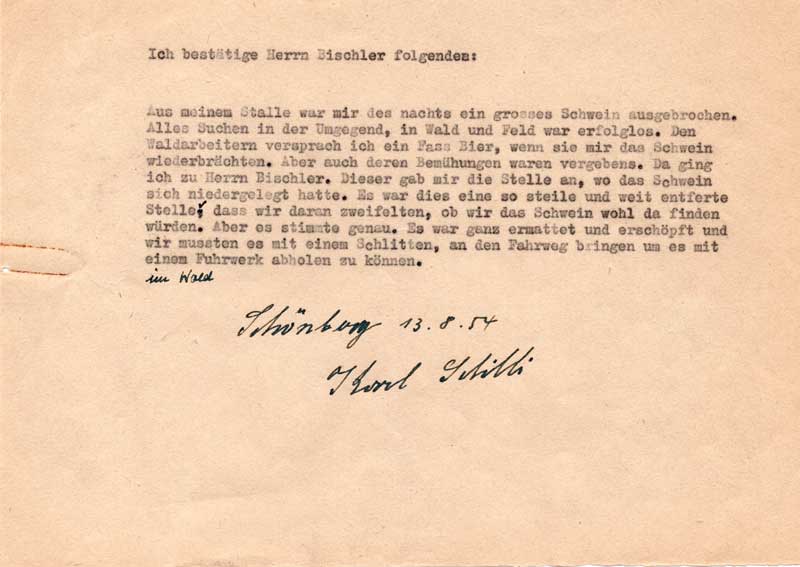 Ich bestätige Herrn Bischler folgendes:
Aus meinem Stalle war mir des nachts ein grosses Schwein ausgebrochen.
Alles Suchen in der Umgegend, in Wald und Feld war erfolglos. Den
Waldarbeitern versprach ich ein Fass Bier, wenn sie mir das Schwein
wiederbrächten. Aber auch deren Bemühungen waren vergebens. Da ging
ich zu Herrn Bischler. Dieser gab mir die Stelle an, wo das Schwein
sich niedergelegt hatte. Es war dies eine so steile und weit entferte
Stelle, dass wir daran zweifelten, ob wir das Schwein wohl da finden
würden. Aber es stimmte genau. Es war ganz ermattet und erschöpft und
wir mussten es mit einem Schlitten, an den Fahrweg bringen um es mit
einem Fuhrwerk abholen zu können.
im Wald
Schönberg 13.8.54
Karl Schilli